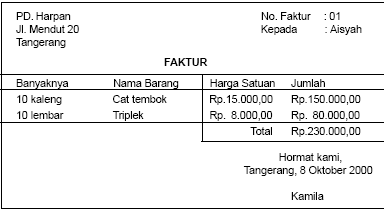 PD. Harpan No. Faktur : 01
Jl. Mendut 20 Kepada : Aisyah
Tangerang
FAKTUR
Banyaknya Nama Barang Harga Satuan Jumlah
10 kaleng Cat tembok Rp.15.000,00 Rp.150.000,00
10 lembar Triplek Rp. 8.000,00 Rp. 80.000,00
Total Rp.230.000,00
Hormat kami,
Tangerang, 8 Oktober 2000
Kamila